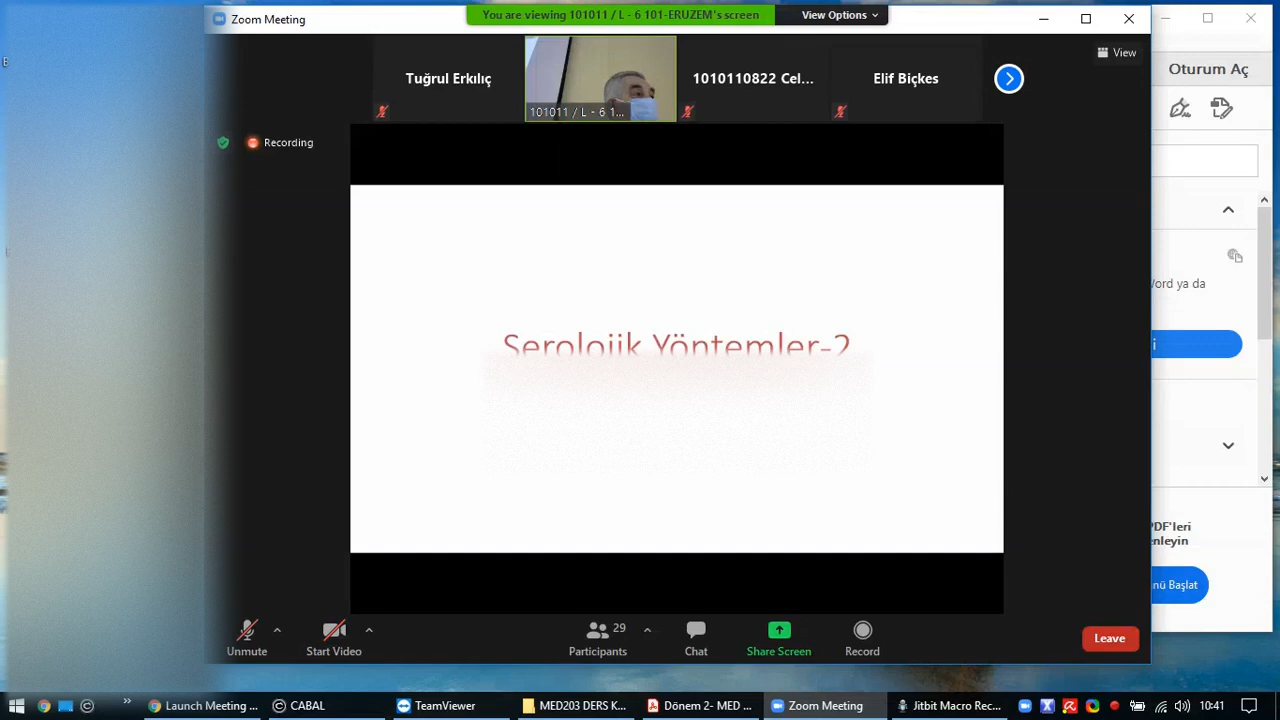 Zoom Meeting
You are viewing 101011 / L - 6 101-ERUZEM's screen
View Options
Oturum Aç
Tuğrul Erkılıç
101011 / L - 6 1...
1010110822 Cel...
Elif Biçkes
View
Recording
Word ya da
i
Serolojik Yöntemler-2
PDF'leri
enleyin
nü Başlat
Unmute
Start Video
29
Participants
Chat
Share Screen
Record
Leave
Launch Meeting ...
CABAL
TeamViewer
MED203 DERS K...
Dönem 2- MED ...
Zoom Meeting
Jitbit Macro Rec...
10:41